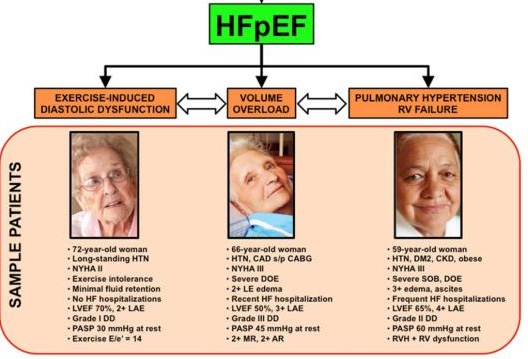 HFpEF
EXERCISE-INDUCED
DIASTOLIC DYSFUNCTION
VOLUME
OVERLOAD
PULMONARY HYPERTENSION
RV FAILURE
SAMPLE PATIENTS
• 72-year-old woman
• Long-standing HTN
• NYHA II
• Exercise intolerance
• Minimal fluid retention
• No HF hospitalizations
• LVEF 70%, 2+ LAE
• Grade I DD
• PASP 30 mmHg at rest
• Exercise E/e' = 14
• 66-year-old woman
• HTN, CAD s/p CABG
• NYHA III
• Severe DOE
• 2+ LE edema
• Recent HF hospitalization
• LVEF 50%, 3+ LAE
• Grade III DD
• PASP 45 mmHg at rest
• 2+ MR, 2+ AR
• 59-year-old woman
• HTN, DM2, CKD, obese
• NYHA III
• Severe SOB, DOE
• 3+ edema, ascites
• Frequent HF hospitalizations
• LVEF 65%, 4+ LAE
• Grade II DD
• PASP 60 mmHg at rest
• RVH + RV dysfunction